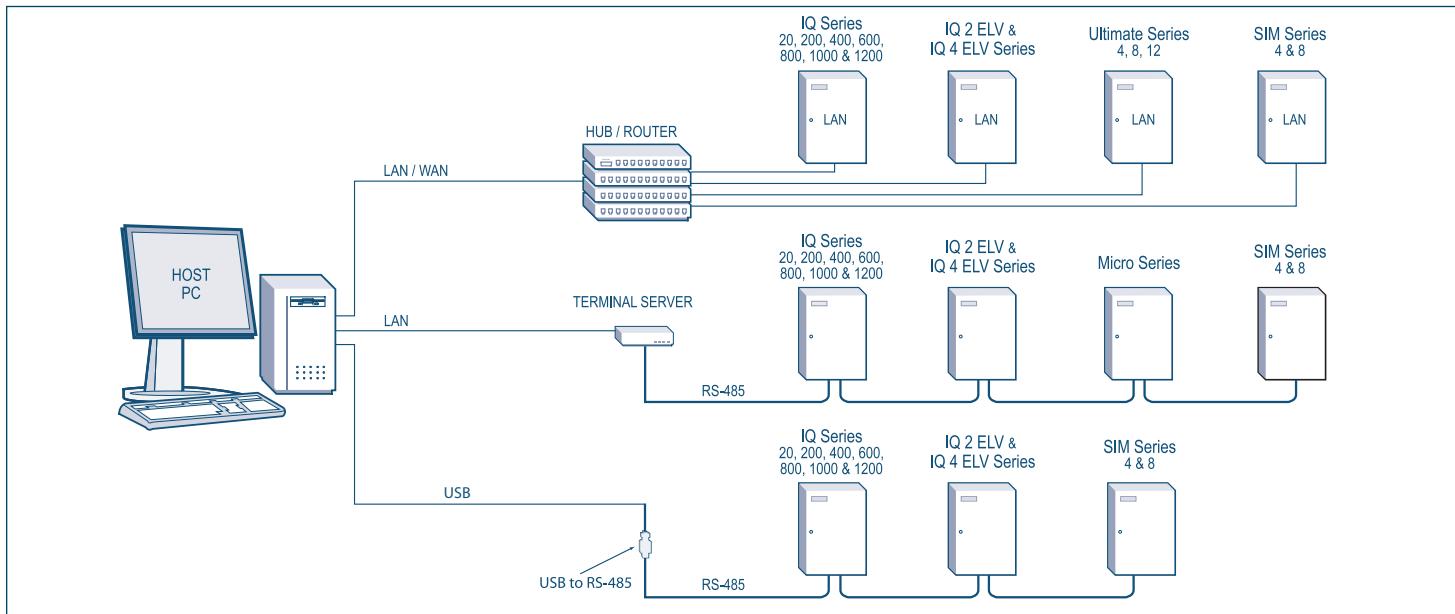 IQ Series
20, 200, 400, 600,
800, 1000 & 1200
IQ 2 ELV &
IQ 4 ELV Series
Ultimate Series
4, 8, 12
SIM Series
4 & 8
LAN
LAN
LAN
LAN
HUB / ROUTER
LAN / WAN
HOST
PC
IQ Series
20, 200, 400, 600,
800, 1000 & 1200
IQ 2 ELV &
IQ 4 ELV Series
Micro Series
SIM Series
4 & 8
TERMINAL SERVER
LAN
RS-485
IQ Series
20, 200, 400, 600,
800, 1000 & 1200
IQ 2 ELV &
IQ 4 ELV Series
SIM Series
4 & 8
USB
USB to RS-485
RS-485